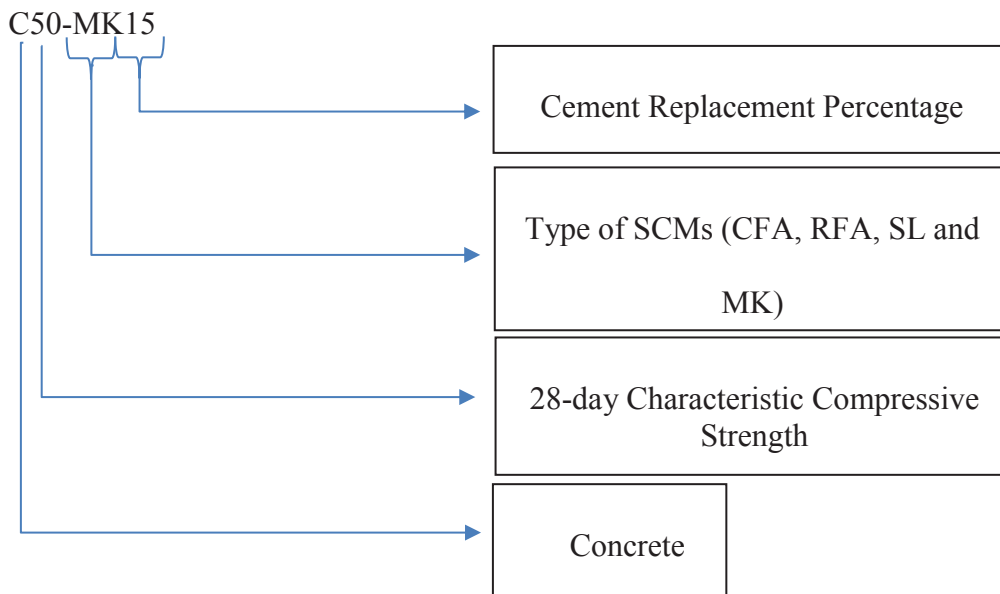 C50-MK15
Cement Replacement Percentage
Type of SCMs (CFA, RFA, SL and
MK)
28-day Characteristic Compressive
Strength
Concrete